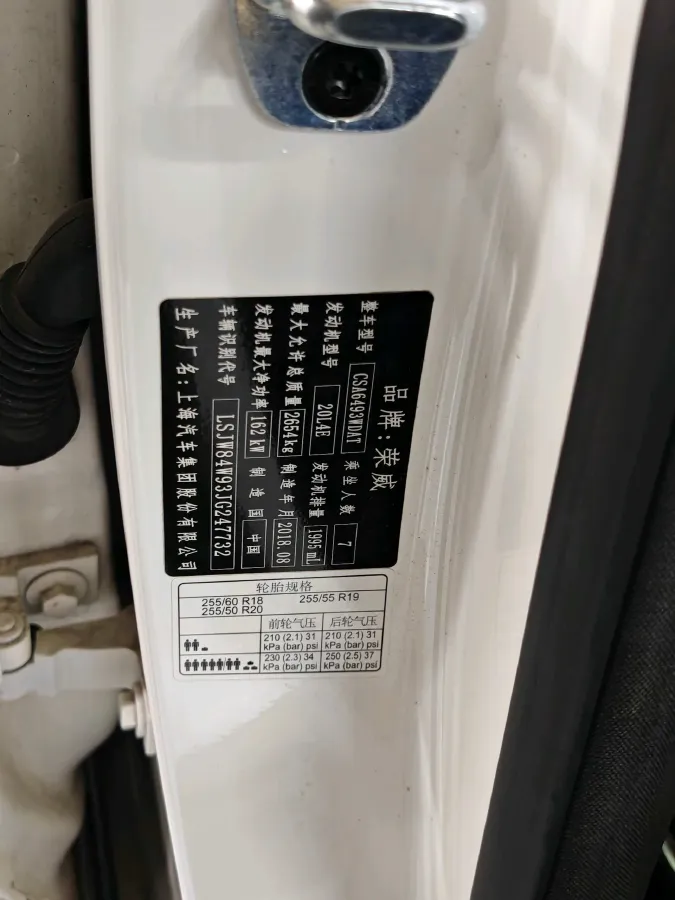 品牌:荣威
整车型号 CSA6493WDAT 乘坐人数 7
发动机型号 20L4E 发动机排量 1995mL
最大允许总质量 2654kg 制造年月 2018.08
发动机最大净功率 162kW 制造国 中国
车辆识别代号 LSJW84W93JG247732
生产厂名:上海汽车集团股份有限公司
轮胎规格
255/60 R18 255/55 R19
255/50 R20
前轮气压 后轮气压
210 (2.1) 31 210 (2.1) 31
kPa (bar) psi kPa (bar) psi
230 (2.3) 34 250 (2.5) 37
kPa (bar) psi kPa (bar) psi